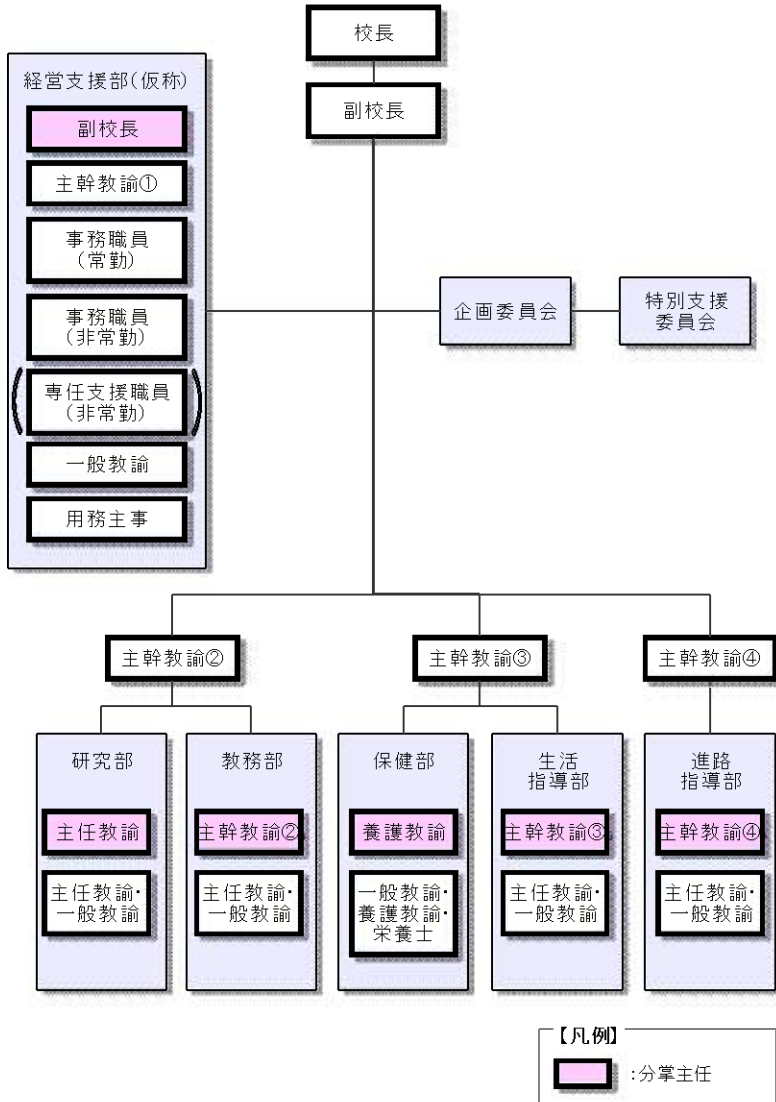 校長
副校長
経営支援部(仮称)
副校長
主幹教諭①
事務職員
(常勤)
事務職員
(非常勤)
専任支援職員
(非常勤)
一般教諭
用務主事
企画委員会
特別支援
委員会
主幹教諭②
主幹教諭③
主幹教諭④
研究部
主任教諭
主任教諭・
一般教諭
教務部
主幹教諭②
主任教諭・
一般教諭
保健部
養護教諭
一般教諭・
養護教諭・
栄養士
生活
指導部
主幹教諭③
主任教諭・
一般教諭
進路
指導部
主幹教諭④
主任教諭・
一般教諭
【凡例】
:分掌主任